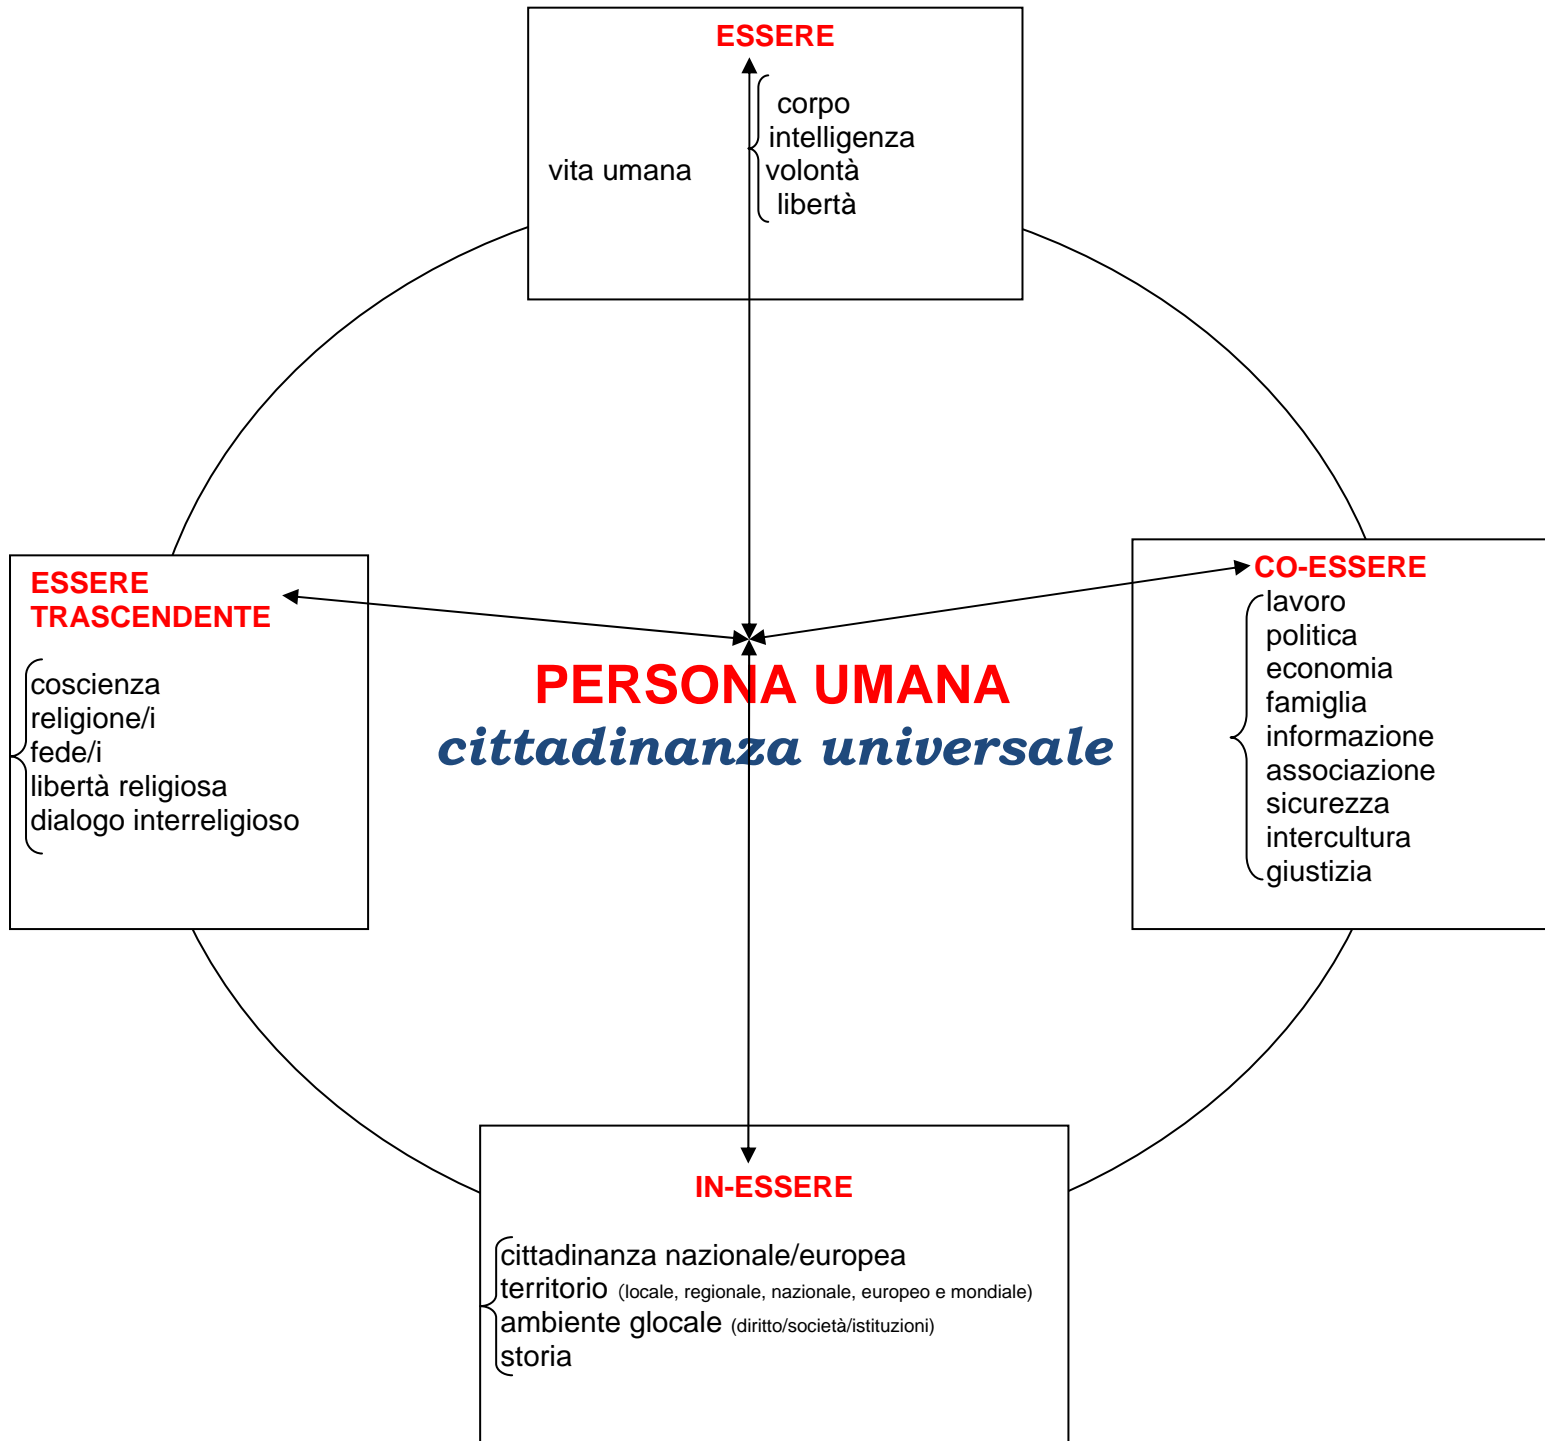 ESSERE
corpo
intelligenza
vita umana
volontà
libertà
ESSERE
TRASCENDENTE
coscienza
religione/i
fede/i
libertà religiosa
dialogo interreligioso
PERSONA UMANA
cittadinanza universale
CO-ESSERE
lavoro
politica
economia
famiglia
informazione
associazione
sicurezza
intercultura
giustizia
IN-ESSERE
cittadinanza nazionale/europea
territorio (locale, regionale, nazionale, europeo e mondiale)
ambiente glocale (diritto/società/istituzioni)
storia